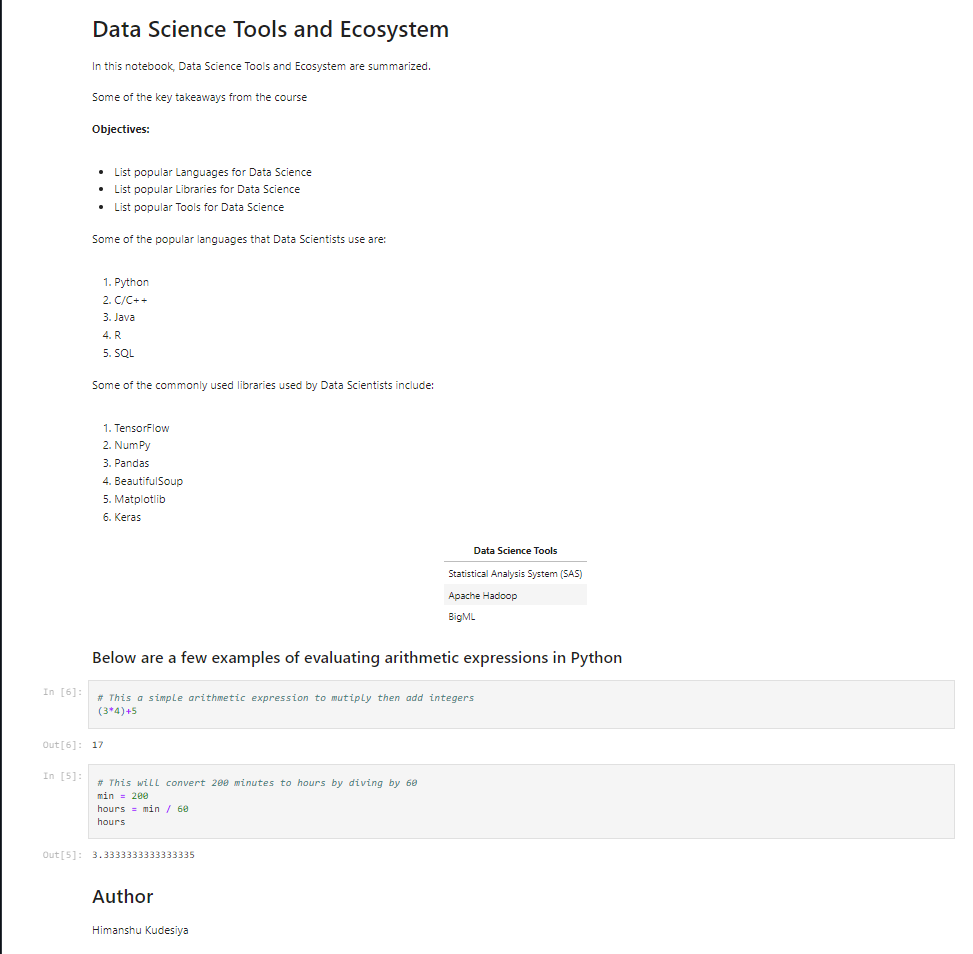 Data Science Tools and Ecosystem
In this notebook, Data Science Tools and Ecosystem are summarized.
Some of the key takeaways from the course
Objectives:
• List popular Languages for Data Science
• List popular Libraries for Data Science
• List popular Tools for Data Science
Some of the popular languages that Data Scientists use are:
1. Python
2. C/C++
3. Java
4. R
5. SQL
Some of the commonly used libraries used by Data Scientists include:
1. TensorFlow
2. NumPy
3. Pandas
4. BeautifulSoup
5. Matplotlib
6. Keras
Data Science Tools
Statistical Analysis System (SAS)
Apache Hadoop
BigML
Below are a few examples of evaluating arithmetic expressions in Python
In [6]: # This a simple arithmetic expression to mutiply then add integers
(3*4)+5
Out[6]: 17
In [5]: # This will convert 200 minutes to hours by diving by 60
min = 200
hours = min / 60
hours
Out[5]: 3.3333333333333335
Author
Himanshu Kudesiya